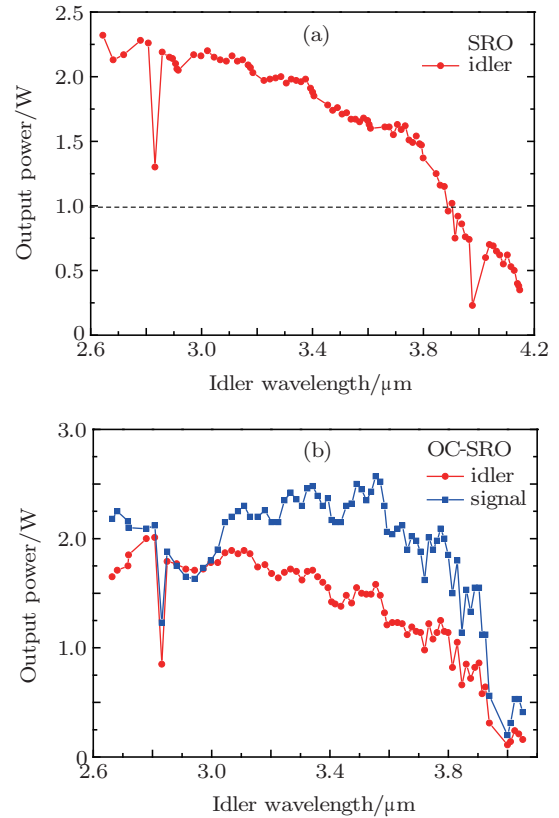 (a)
SRO
idler
Output power/W
2.5
2.0
1.5
1.0
0.5
0
2.6
3.0
3.4
3.8
4.2
Idler wavelength/μm
(b)
OC-SRO
idler
signal
Output power/W
3.0
2.0
1.0
0
2.6
3.0
3.4
3.8
Idler wavelength/μm